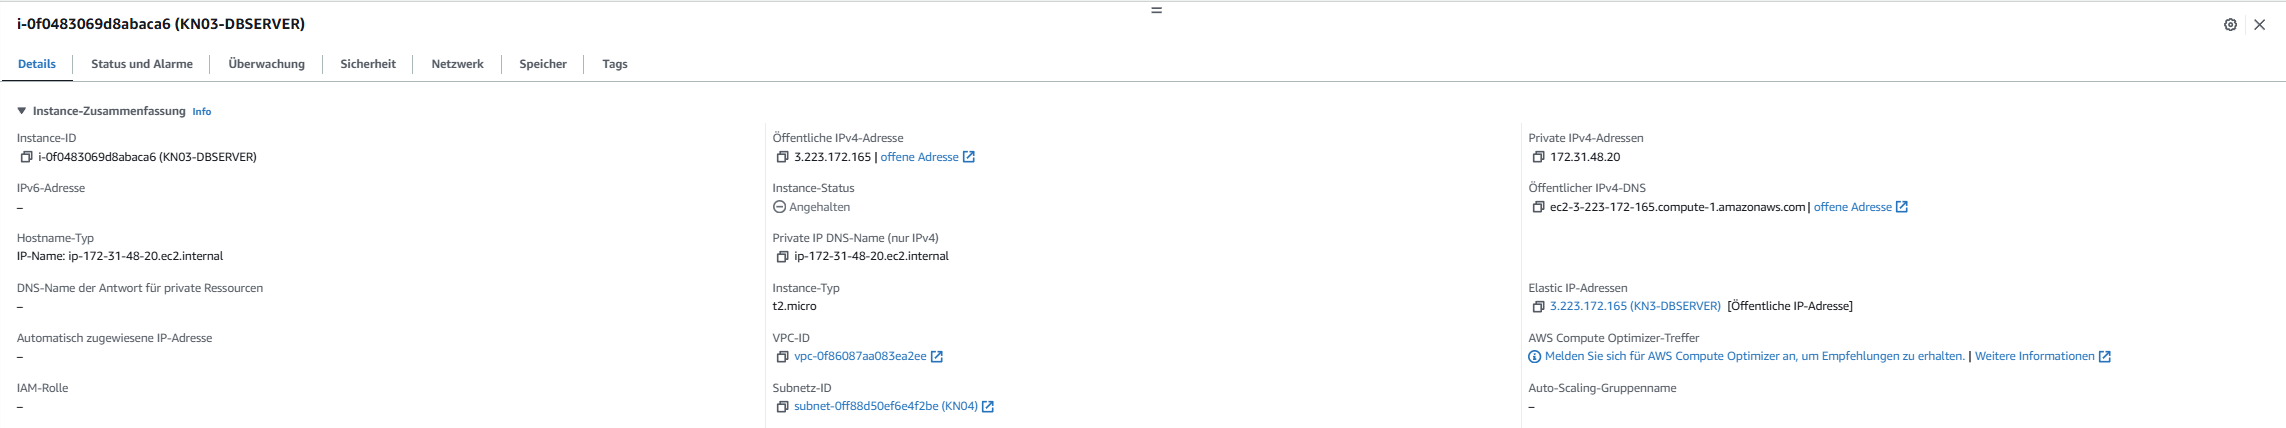 i-0f0483069d8abaca6 (KN03-DBSERVER)
Details
Status und Alarme
Überwachung
Sicherheit
Netzwerk
Speicher
Tags
Instance-Zusammenfassung Info
Instance-ID
i-0f0483069d8abaca6 (KN03-DBSERVER)
Öffentliche IPv4-Adresse
3.223.172.165 | offene Adresse
Private IPv4-Adressen
172.31.48.20
IPv6-Adresse
–
Instance-Status
Angehalten
Öffentlicher IPv4-DNS
ec2-3-223-172-165.compute-1.amazonaws.com | offene Adresse
Hostname-Typ
IP-Name: ip-172-31-48-20.ec2.internal
Private IP DNS-Name (nur IPv4)
ip-172-31-48-20.ec2.internal
DNS-Name der Antwort für private Ressourcen
–
Instance-Typ
t2.micro
Elastic IP-Adressen
3.223.172.165 (KN3-DBSERVER) [Öffentliche IP-Adresse]
Automatisch zugewiesene IP-Adresse
–
VPC-ID
vpc-0f86087aa083ea2ee
AWS Compute Optimizer-Treffer
Melden Sie sich für AWS Compute Optimizer an, um Empfehlungen zu erhalten. | Weitere Informationen
IAM-Rolle
–
Subnetz-ID
subnet-0ff88d50ef6e4f2be (KN04)
Auto-Scaling-Gruppenname
–